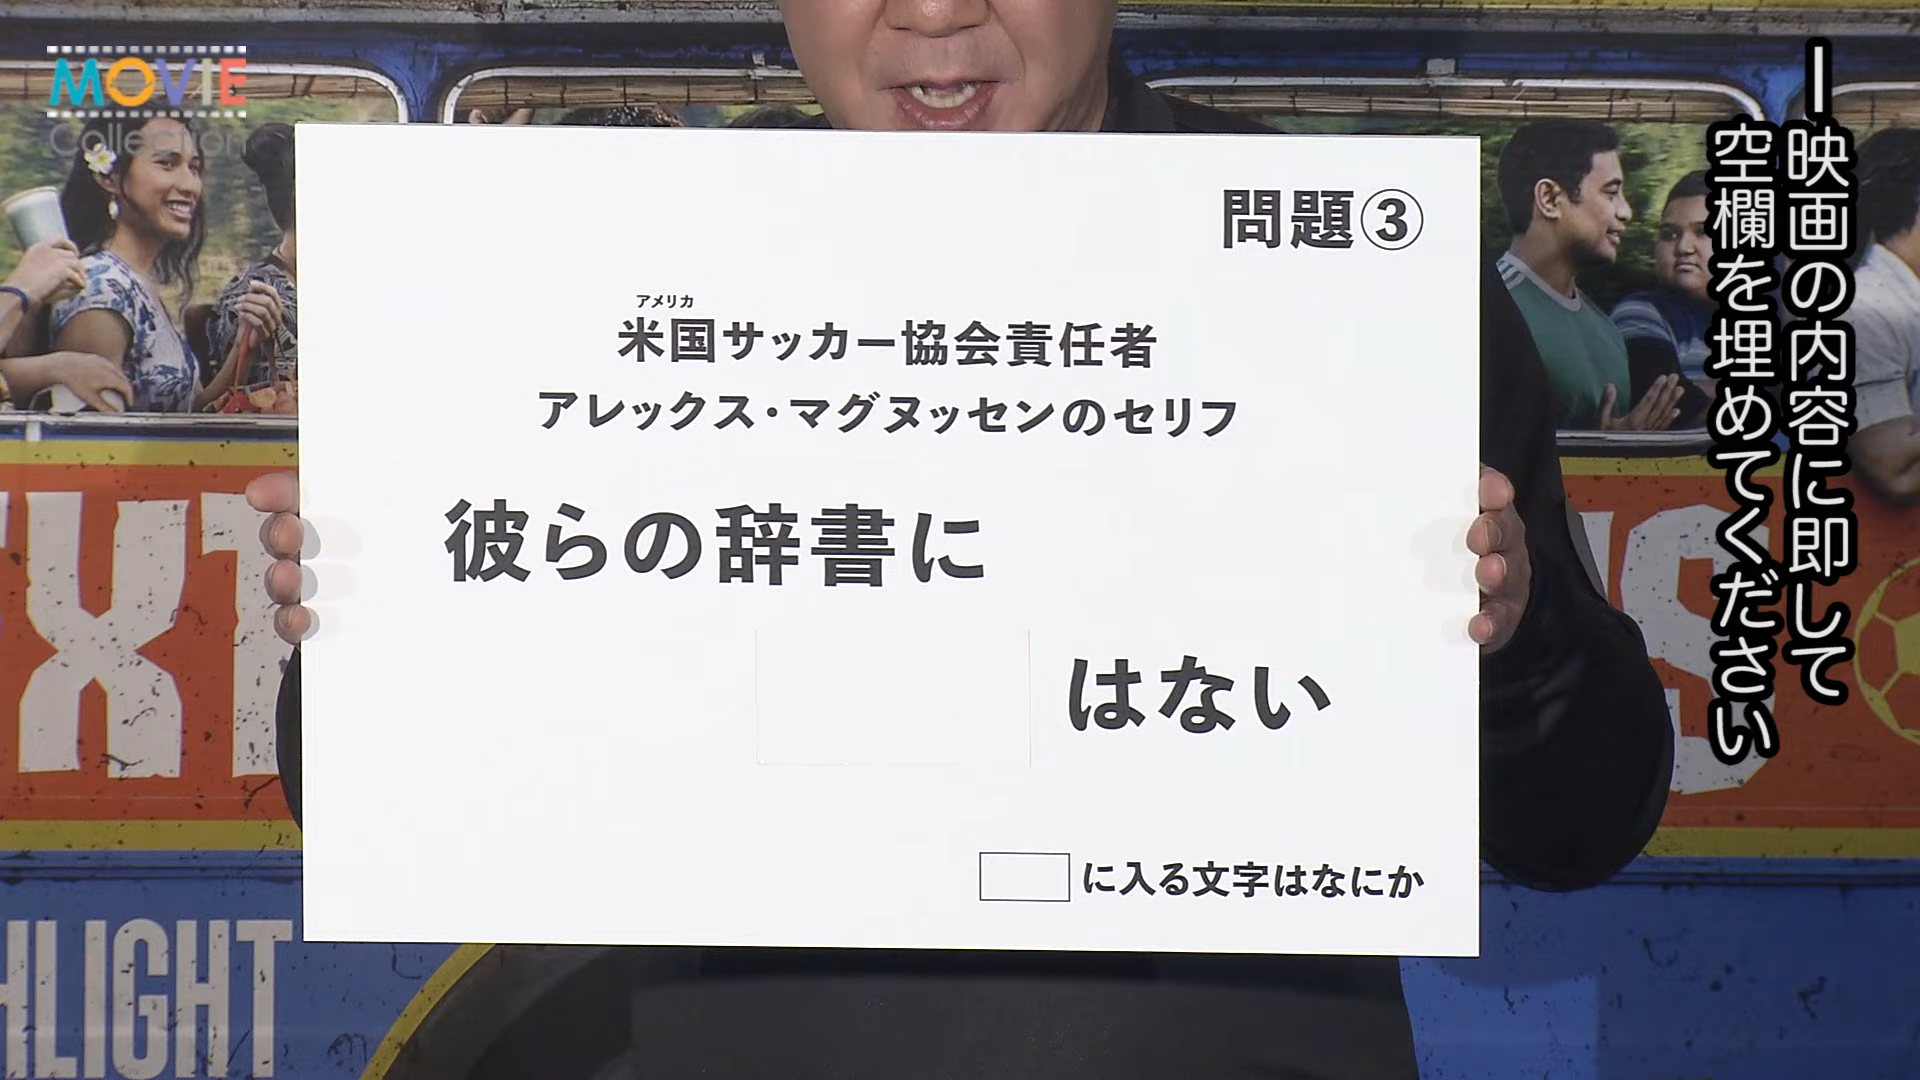 MOVIE
Collection
ー映画の内容に即して
空欄を埋めてください
問題③
アメリカ
米国サッカー協会責任者
アレックス・マグヌッセンのセリフ
彼らの辞書に
はない
に入る文字はなにか
HLIGHT